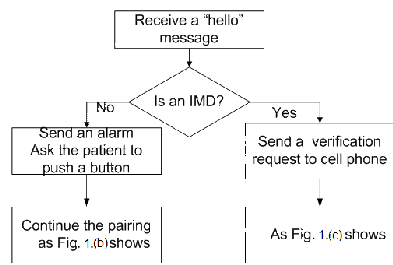 Receive a “hello”
message
Is an IMD?
No
Yes
Send an alarm
Ask the patient to
push a button
Send a verification
request to cell phone
Continue the pairing
as Fig. 1.(b) shows
As Fig. 1.(c) shows